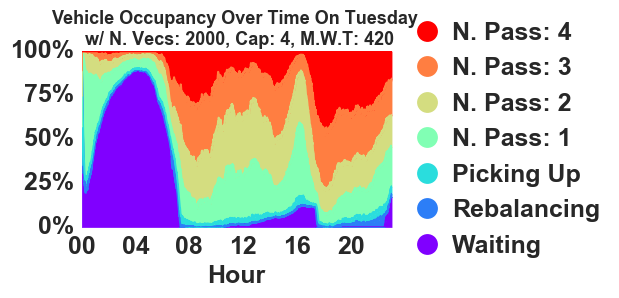 Vehicle Occupancy Over Time On Tuesday
w/ N. Vecs: 2000, Cap: 4, M.W.T: 420
100%
75%
50%
25%
0%
00 04 08 12 16 20
Hour
N. Pass: 4
N. Pass: 3
N. Pass: 2
N. Pass: 1
Picking Up
Rebalancing
Waiting